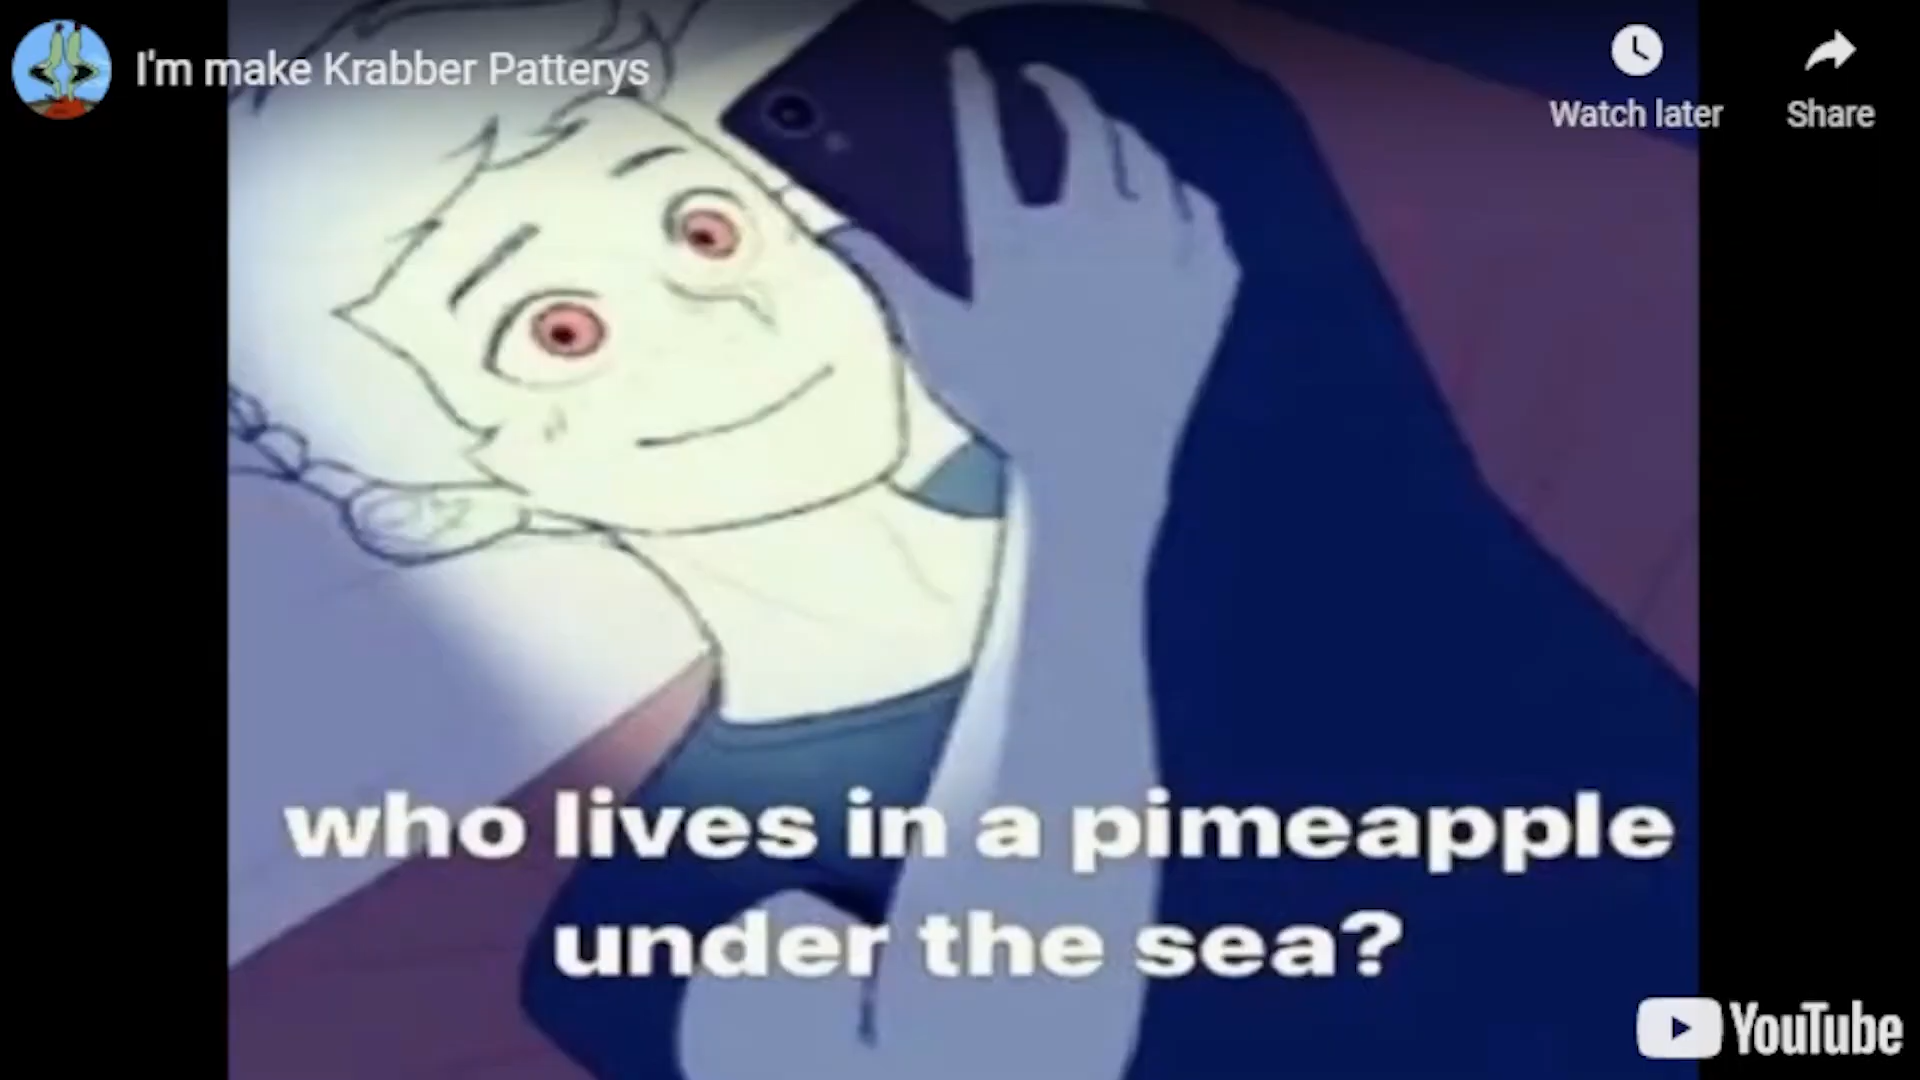 I'm make Krabber Patterys
Watch later
Share
who lives in a pimeapple
under the sea?
YouTube